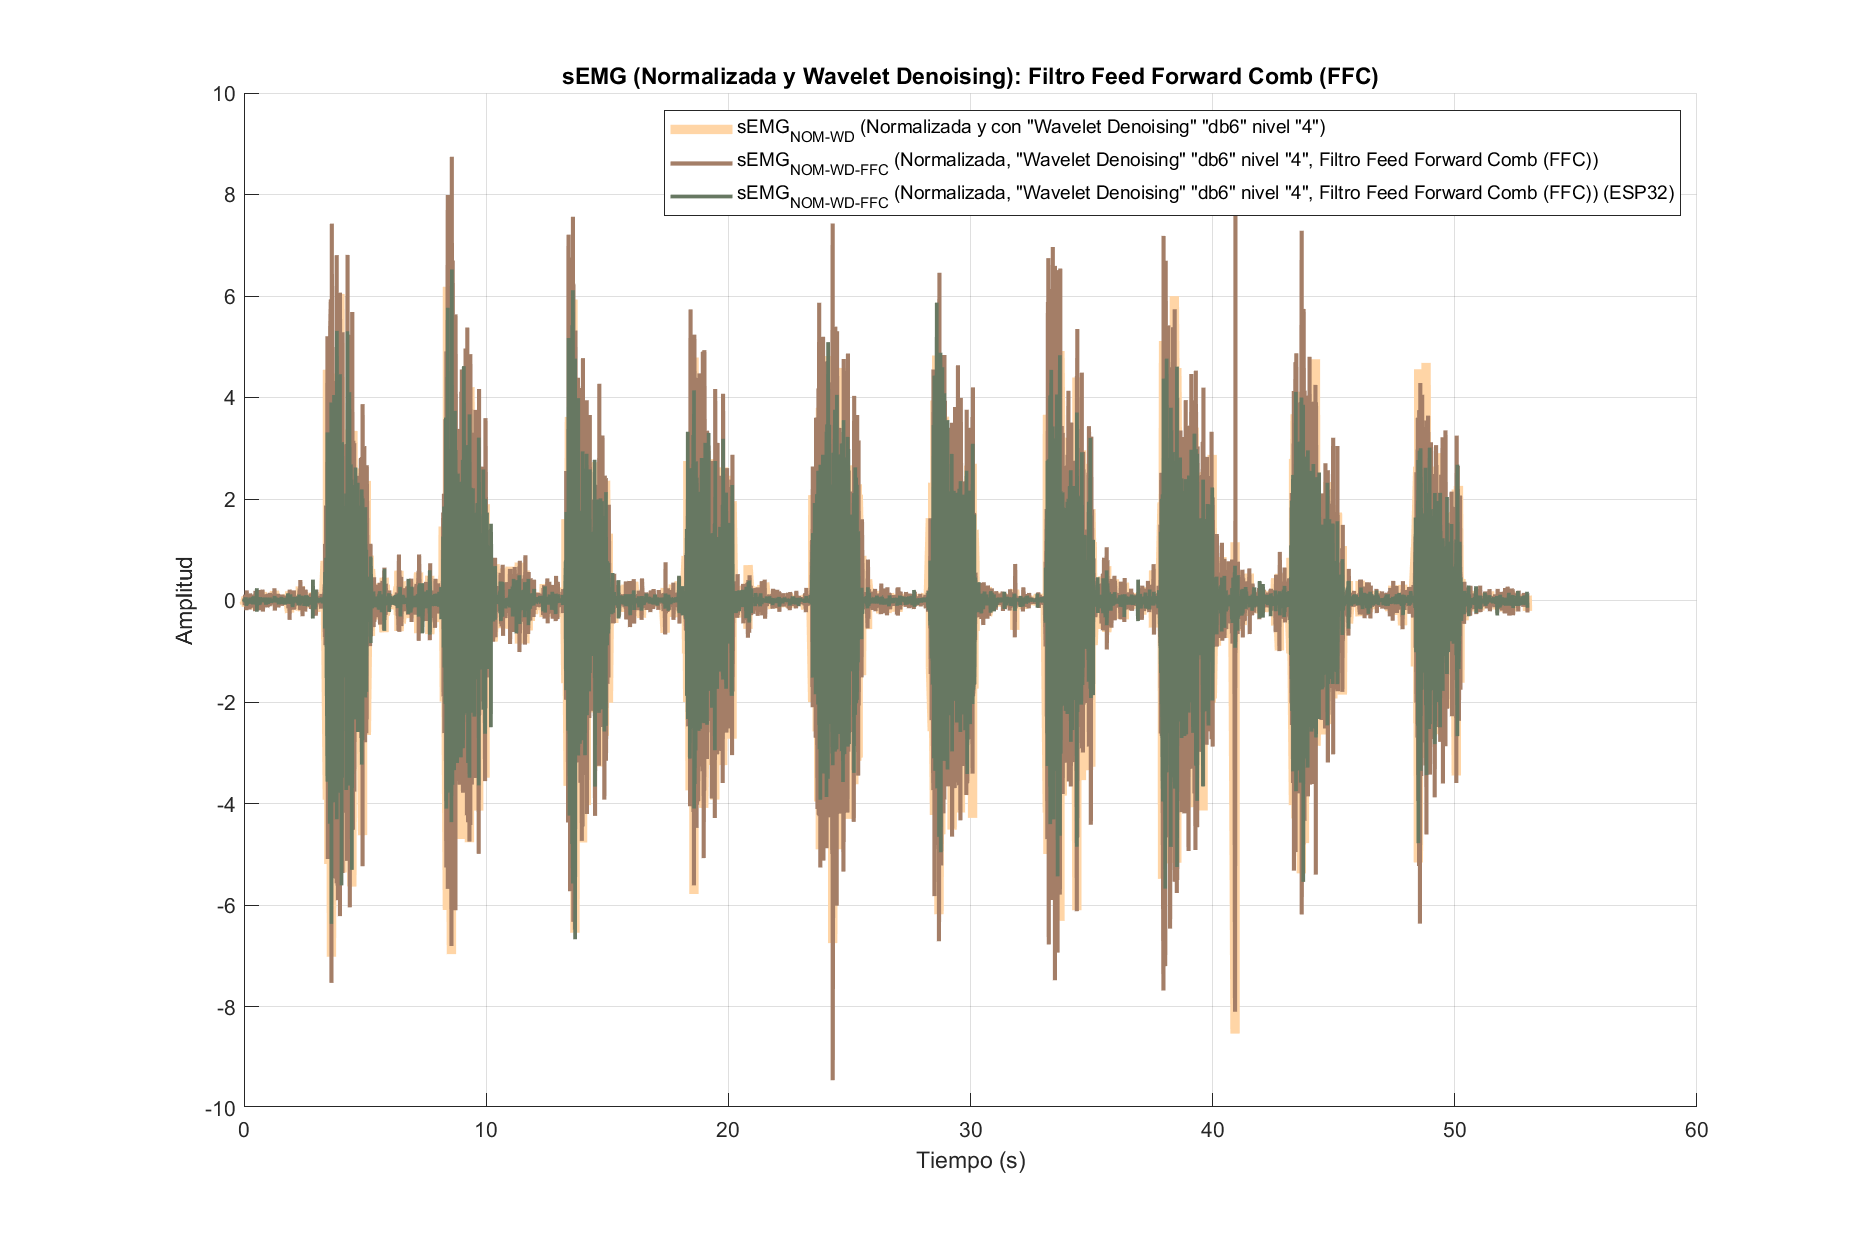 sEMG (Normalizada y Wavelet Denoising): Filtro Feed Forward Comb (FFC)
sEMG_NOM-WD (Normalizada y con "Wavelet Denoising" "db6" nivel "4")
sEMG_NOM-WD-FFC (Normalizada, "Wavelet Denoising" "db6" nivel "4", Filtro Feed Forward Comb (FFC))
sEMG_NOM-WD-FFC (Normalizada, "Wavelet Denoising" "db6" nivel "4", Filtro Feed Forward Comb (FFC)) (ESP32)
Amplitud
10
8
6
4
2
0
-2
-4
-6
-8
-10
0 10 20 30 40 50 60
Tiempo (s)